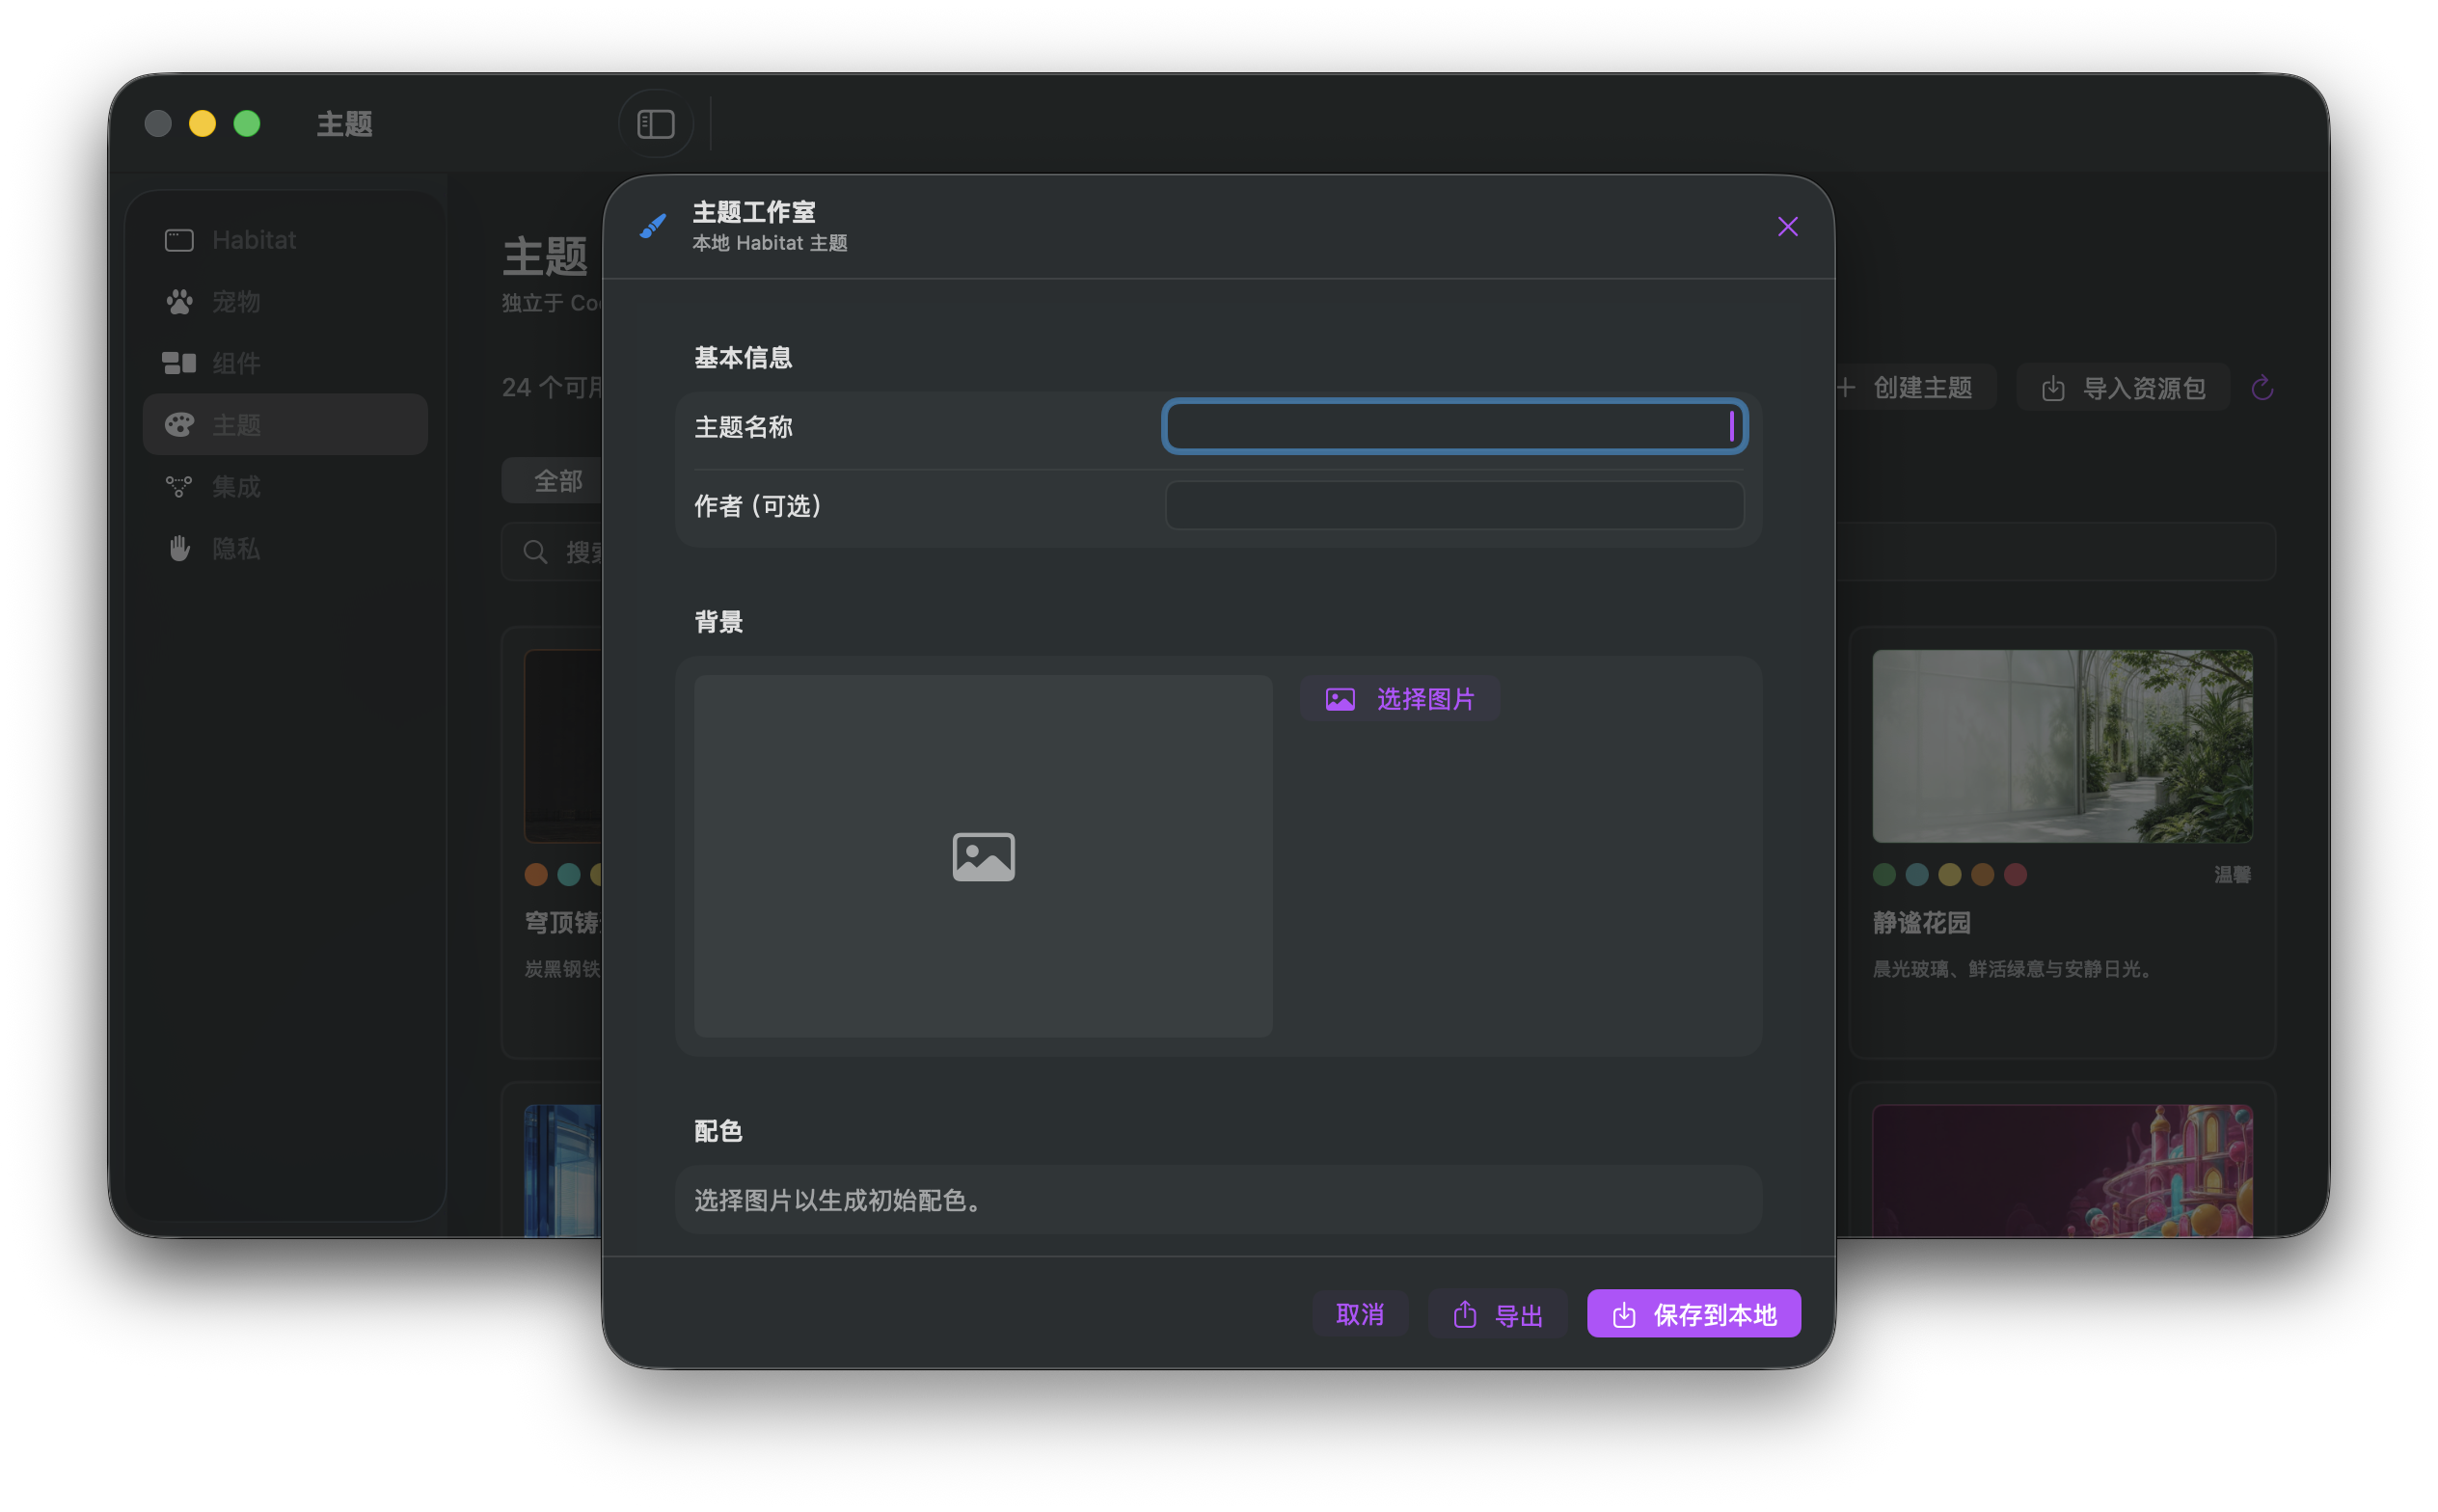 主题
Habitat
宠物
组件
主题
集成
隐私
主题
独立于
24 个可用
创建主题
导入资源包
全部
搜索
穹顶铸
炭黑钢铁
温馨
静谧花园
晨光玻璃、鲜活绿意与安静日光。
主题工作室
本地 Habitat 主题
基本信息
主题名称
作者 (可选)
背景
选择图片
配色
选择图片以生成初始配色。
取消
导出
保存到本地